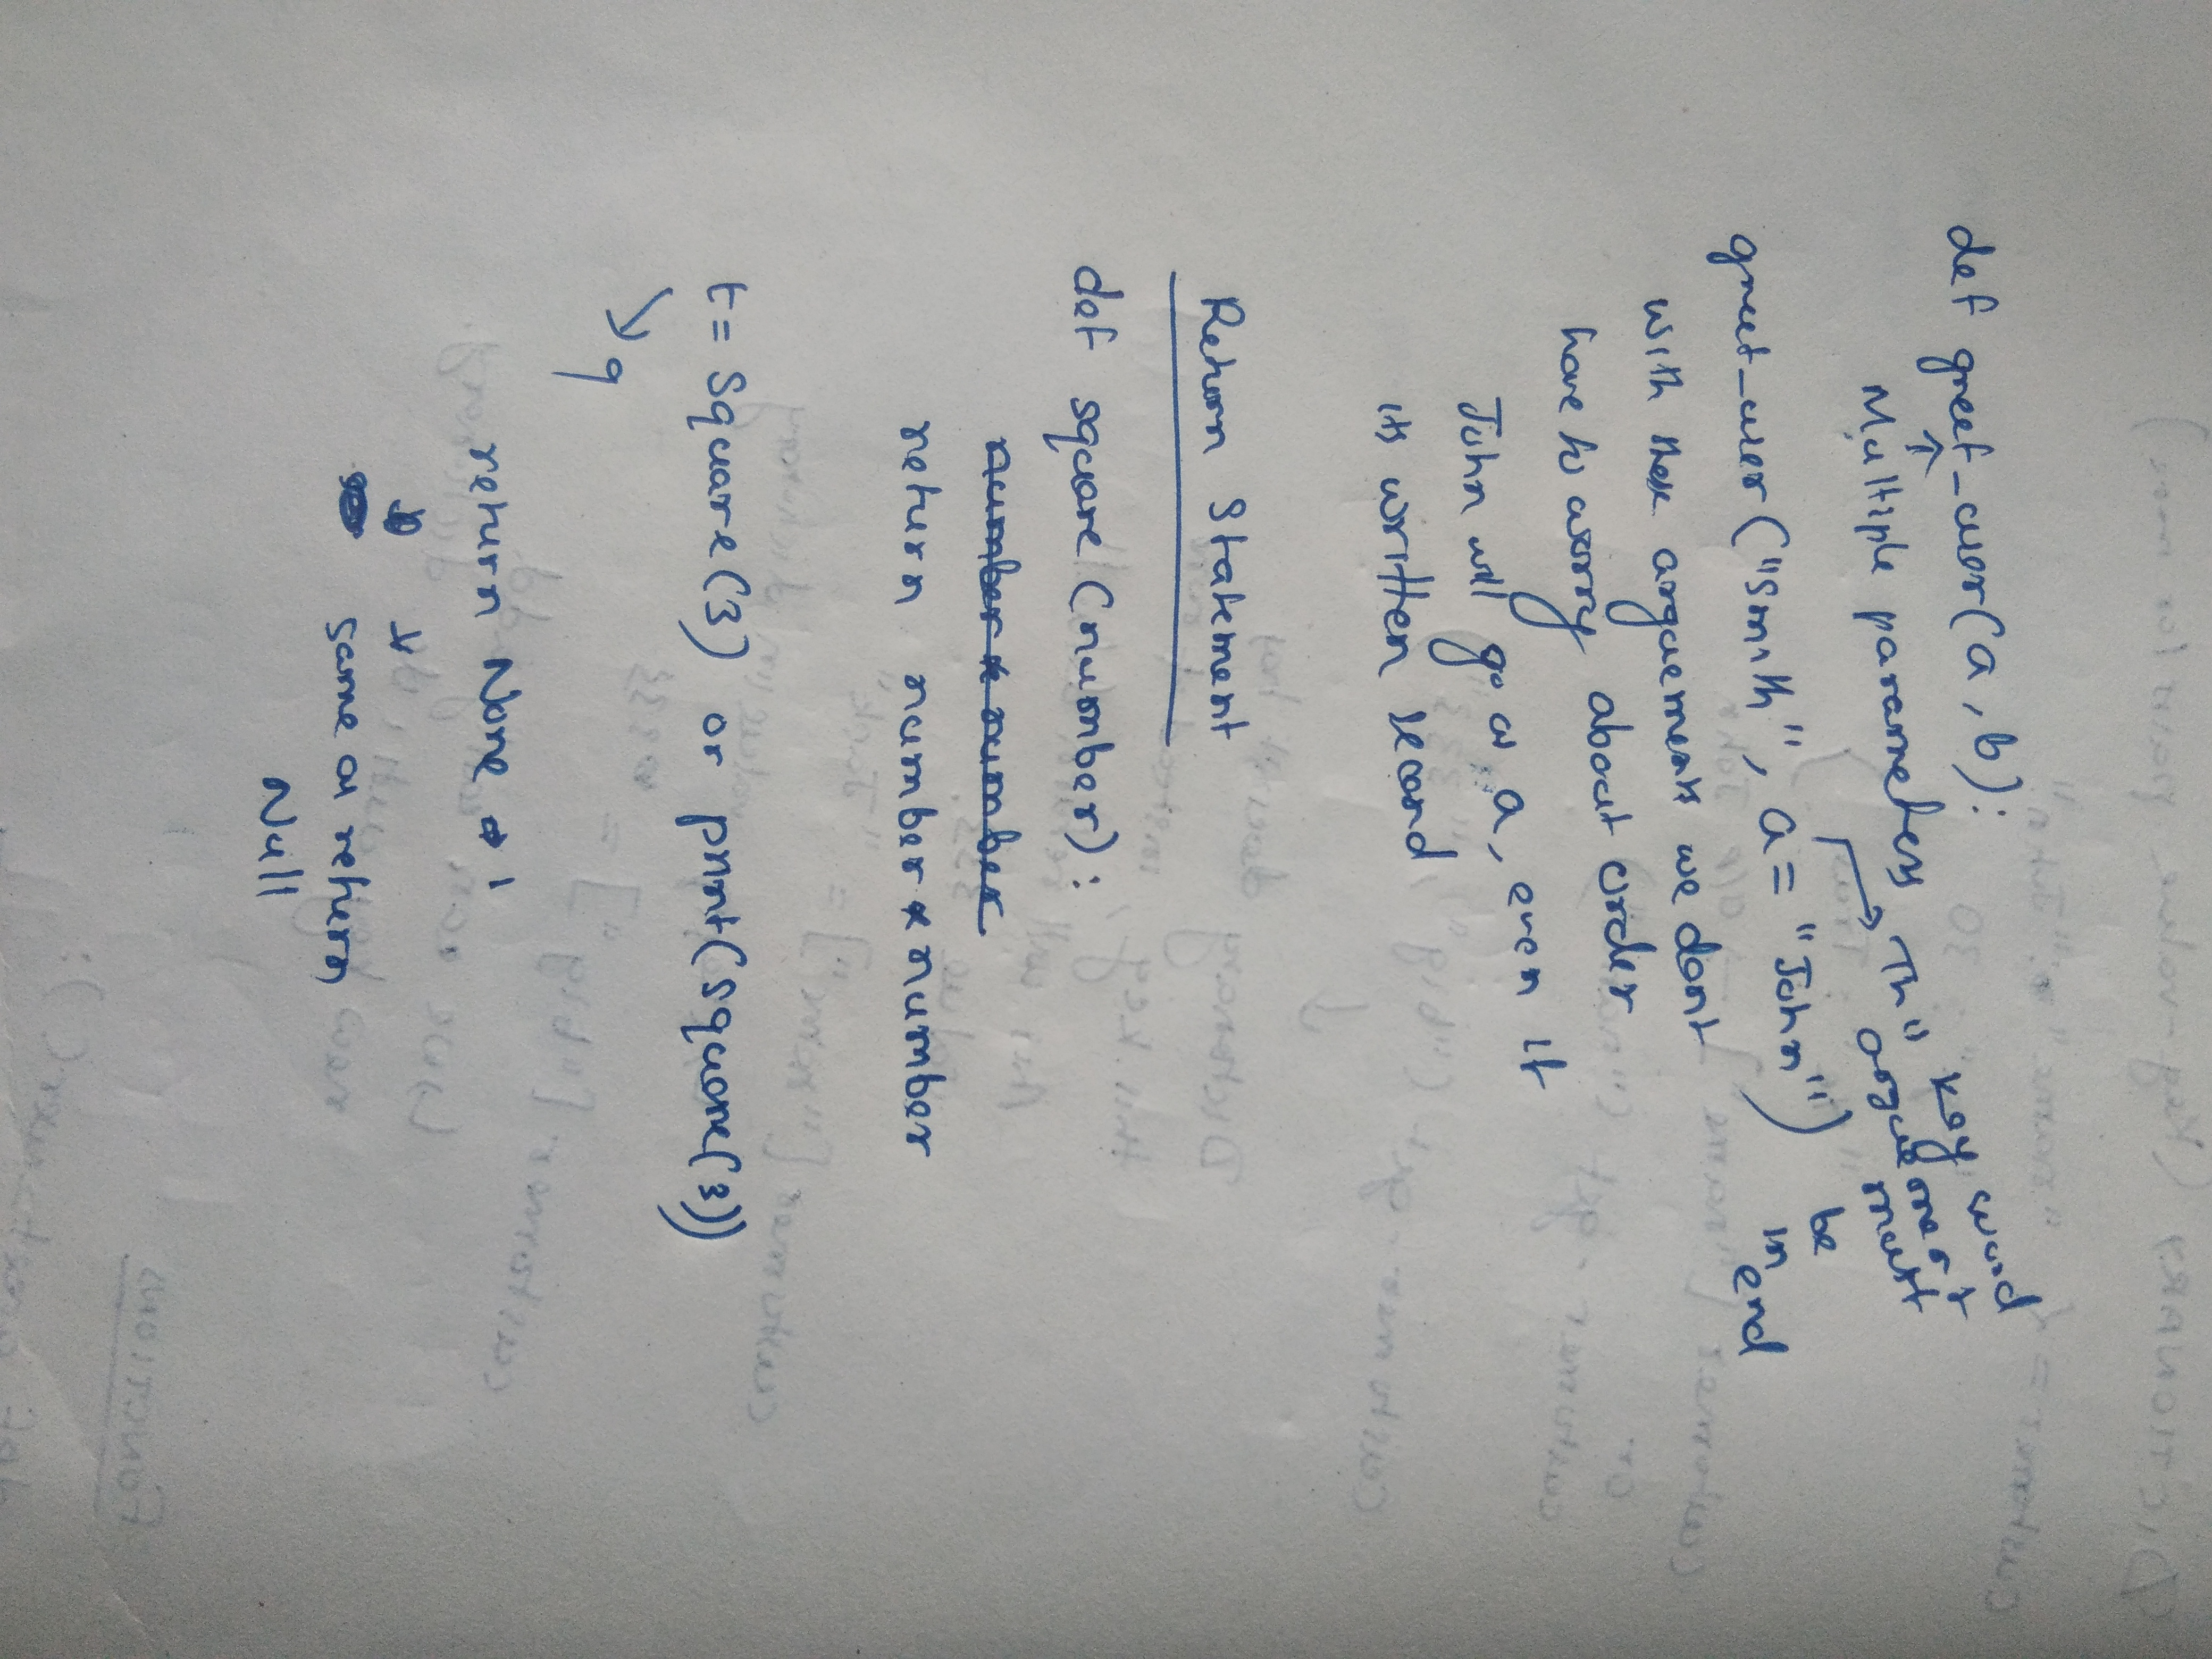 def greet_user(a, b):
↑
Multiple parameters
→ This key word
arguement
must
be
in
end
greet_user("Smith", a = "John")
with these arguements we dont
have to worry about order
John will go as a, even if
its written second
Return Statement
def square (number):
number * number
return number * number
t = Square(3) or print(square(3))
↘ 9
return None
same as return
Null